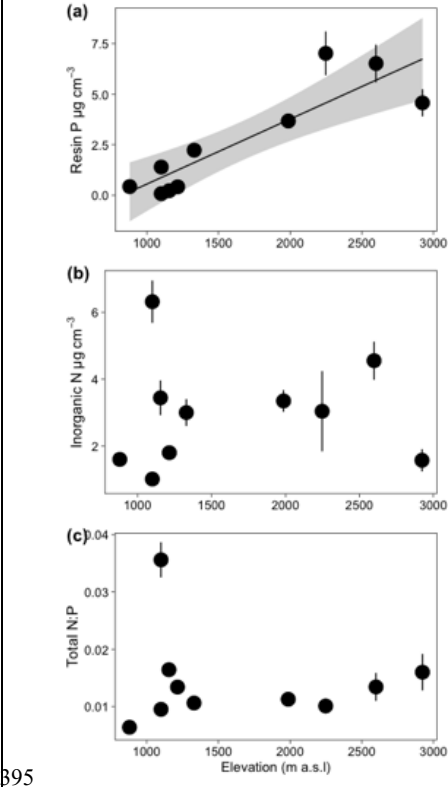 (a)
7.5
5.0
2.5
0.0
Resin P µg cm⁻³
1000 1500 2000 2500 3000
(b)
6
4
2
Inorganic N µg cm⁻³
1000 1500 2000 2500 3000
(c)
0.04
0.03
0.02
0.01
Total N:P
1000 1500 2000 2500 3000
Elevation (m a.s.l)
395